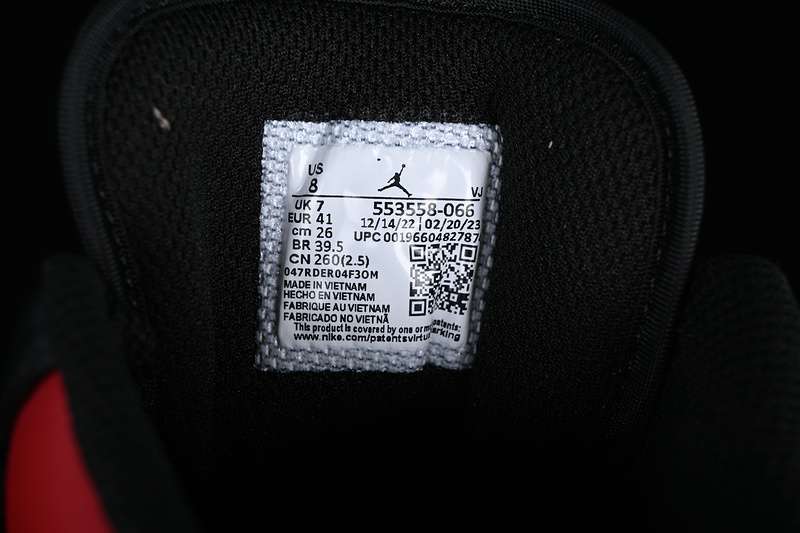 US
8
VJ
UK 7
EUR 41
cm 26
BR 39.5
CN 260(2.5)
553558-066
12/14/22 02/20/23
UPC 0019660482787
047RDER04F3OM
MADE IN VIETNAM
HECHO EN VIETNAM
FABRIQUE AU VIETNAM
FABRICADO NO VIETNÃ
This product is covered by one or patents:
www.nike.com/patentsvirtu